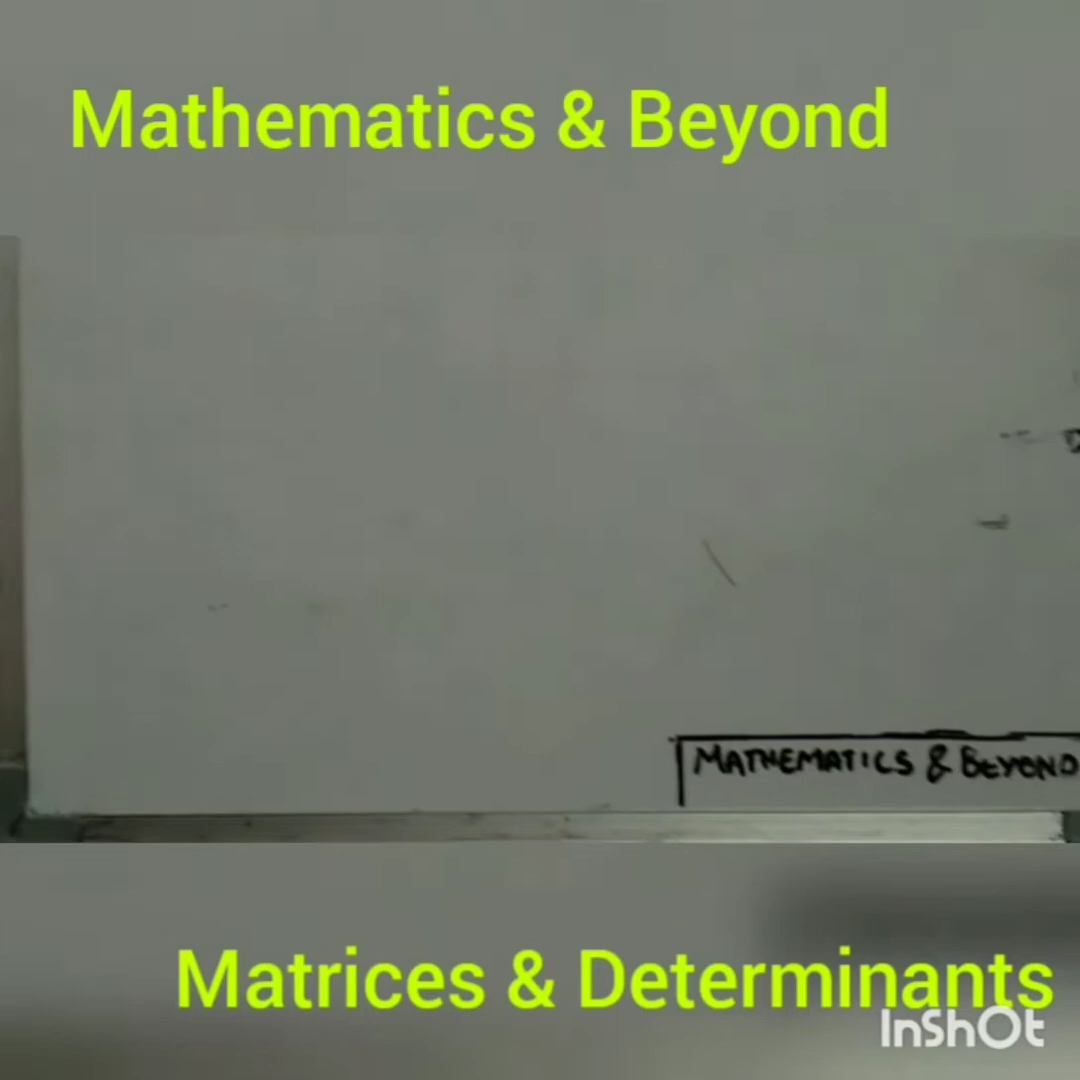 Mathematics & Beyond
MATHEMATICS & BEYOND
Matrices & Determinants
InShOt